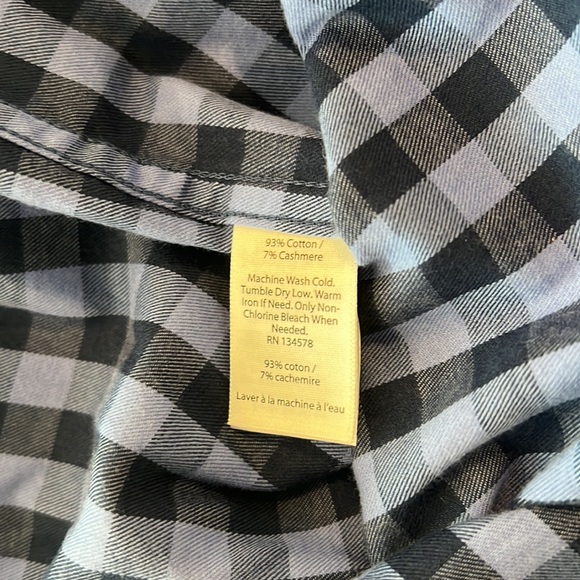 93% Cotton /
7% Cashmere
Machine Wash Cold.
Tumble Dry Low. Warm
Iron If Need. Only Non-
Chlorine Bleach When
Needed.
RN 134578
93% coton /
7% cachemire
Laver à la machine à l'eau